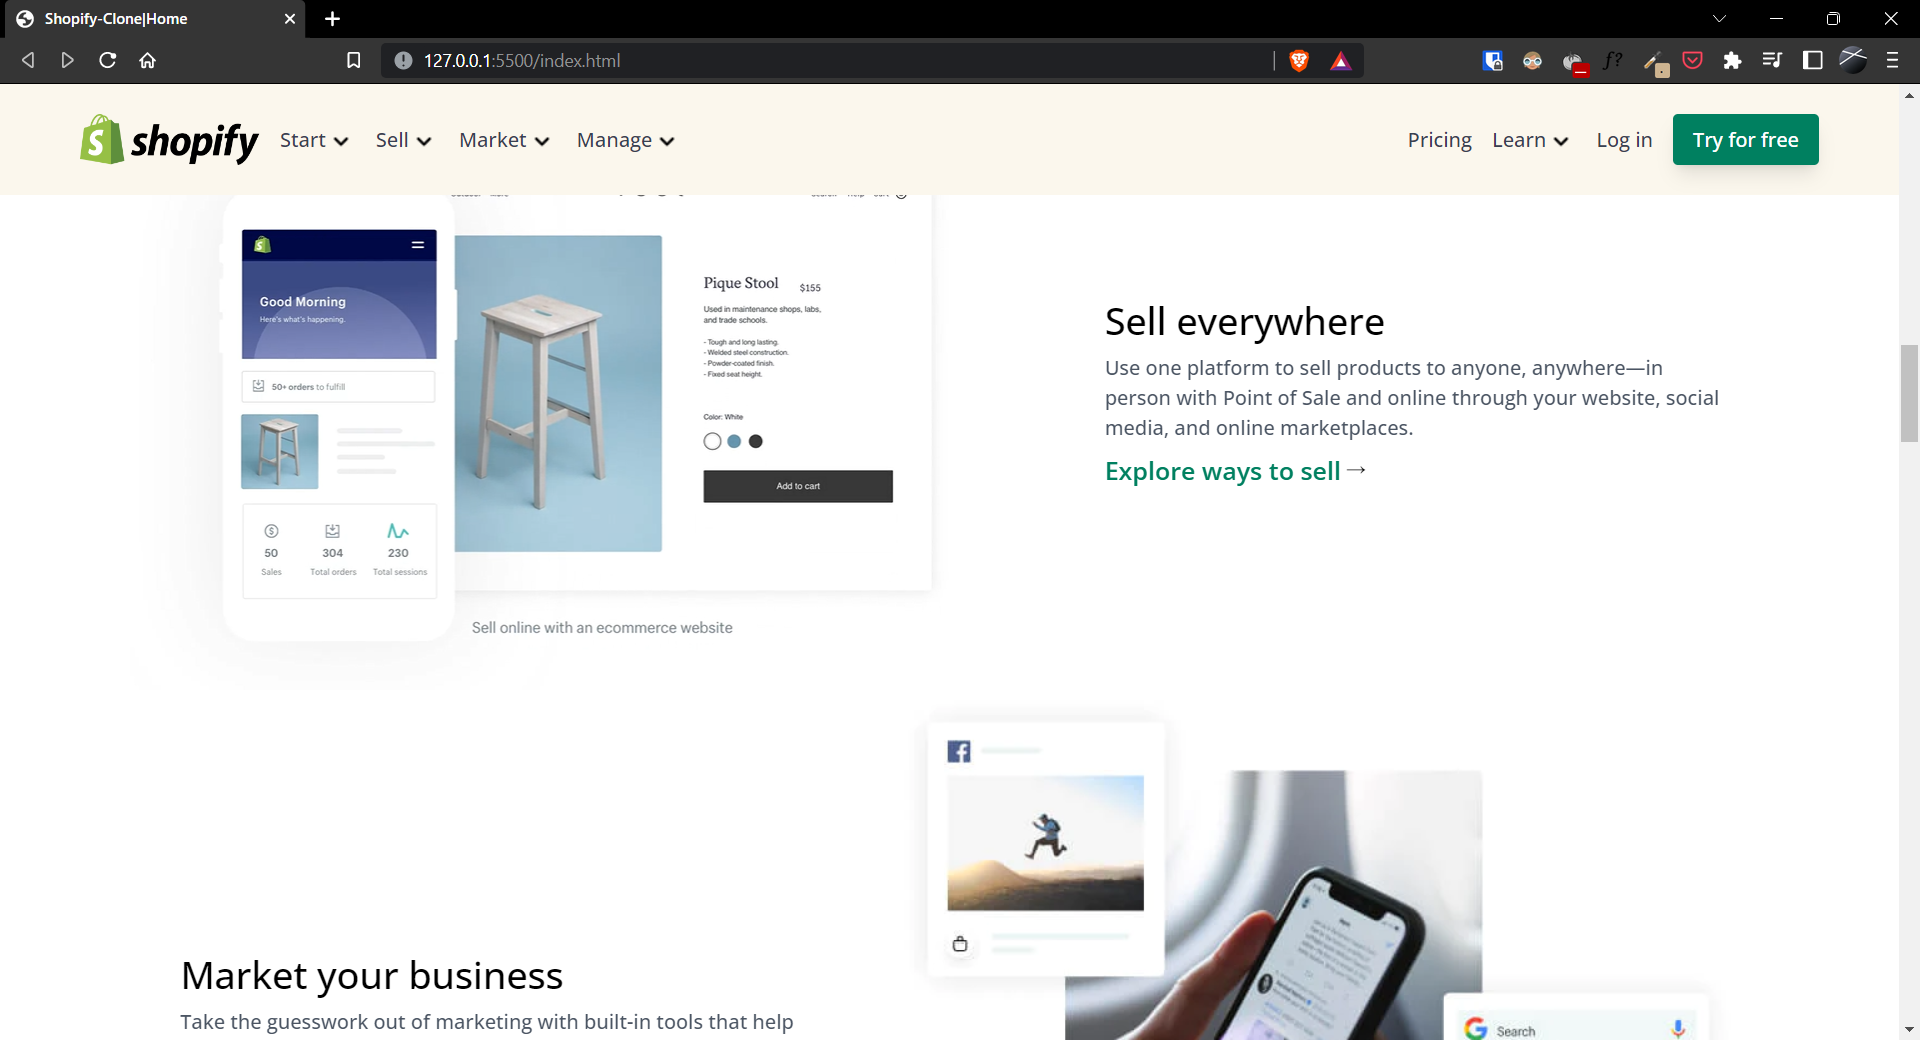 Shopify-Clone|Home
127.0.0.1:5500/index.html
shopify Start Sell Market Manage Pricing Learn Log in Try for free
Good Morning
Here's what's happening.
50+ orders to fulfill
50 304 230
Sales Total orders Total sessions
Pique Stool $155
Used in maintenance shops, labs,
and trade schools.
- Tough and long lasting.
- Welded steel construction.
- Powder-coated finish.
- Fixed seat height.
Color: White
Add to cart
Sell online with an ecommerce website
Sell everywhere
Use one platform to sell products to anyone, anywhere—in
person with Point of Sale and online through your website, social
media, and online marketplaces.
Explore ways to sell →
Market your business
Take the guesswork out of marketing with built-in tools that help
Search